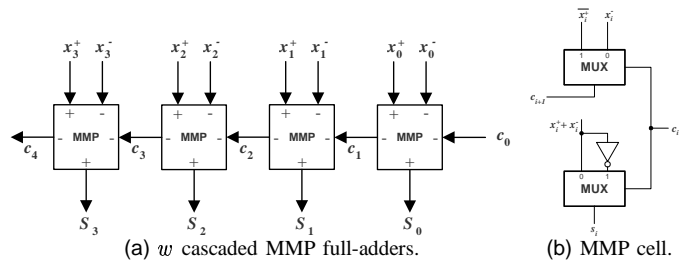 x₃⁺ x₃⁻ x₂⁺ x₂⁻ x₁⁺ x₁⁻ x₀⁺ x₀⁻
+ - + - + - + -
- MMP - - MMP - - MMP - - MMP -
c₄ c₃ c₂ c₁ c₀
+ + + +
S₃ S₂ S₁ S₀
(a) w cascaded MMP full-adders.
x̅ᵢ⁺ xᵢ⁻
1 0
MUX
cᵢ₊₁
xᵢ⁺+xᵢ⁻
cᵢ
0 1
MUX
sᵢ
(b) MMP cell.